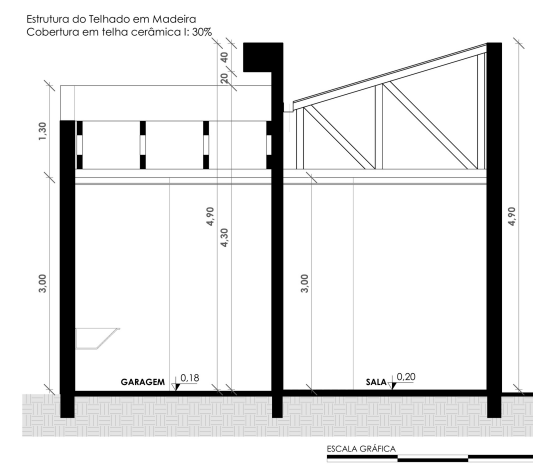 Estrutura do Telhado em Madeira
Cobertura em telha cerâmica I: 30%
40
20
1,30
4,90
4,30
4,90
3,00
3,00
GARAGEM 0,18
SALA 0,20
ESCALA GRÁFICA